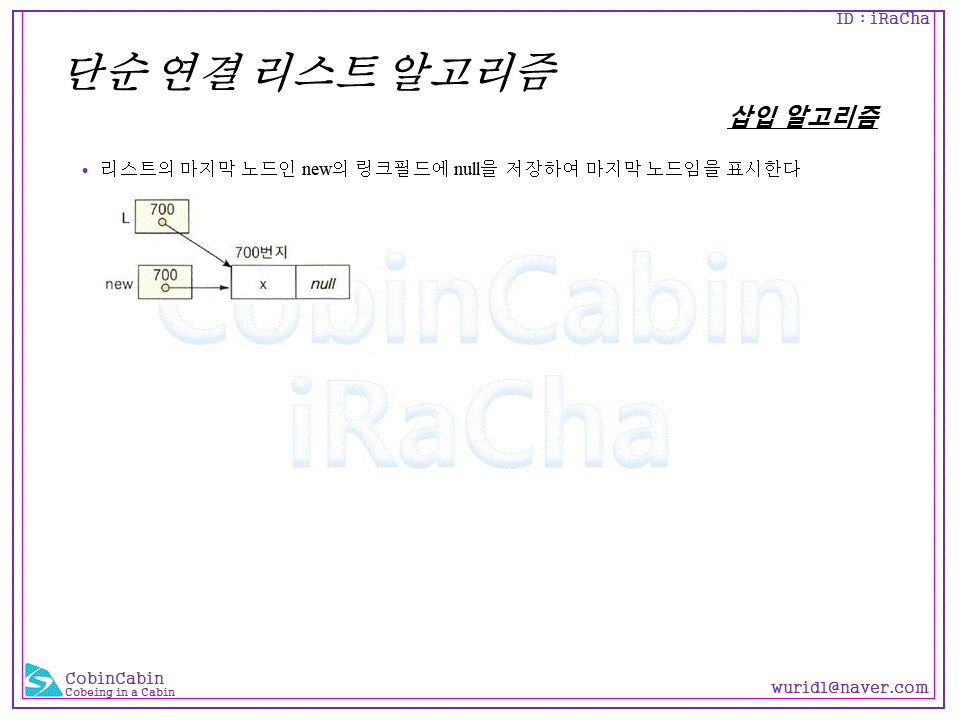 ID : iRaCha
단순 연결 리스트 알고리즘
삽입 알고리즘
• 리스트의 마지막 노드인 new의 링크필드에 null을 저장하여 마지막 노드임을 표시한다
L 700
700번지
new 700 x null
CobinCabin
iRaCha
CobinCabin
Cobeing in a Cabin
wurid1@naver.com